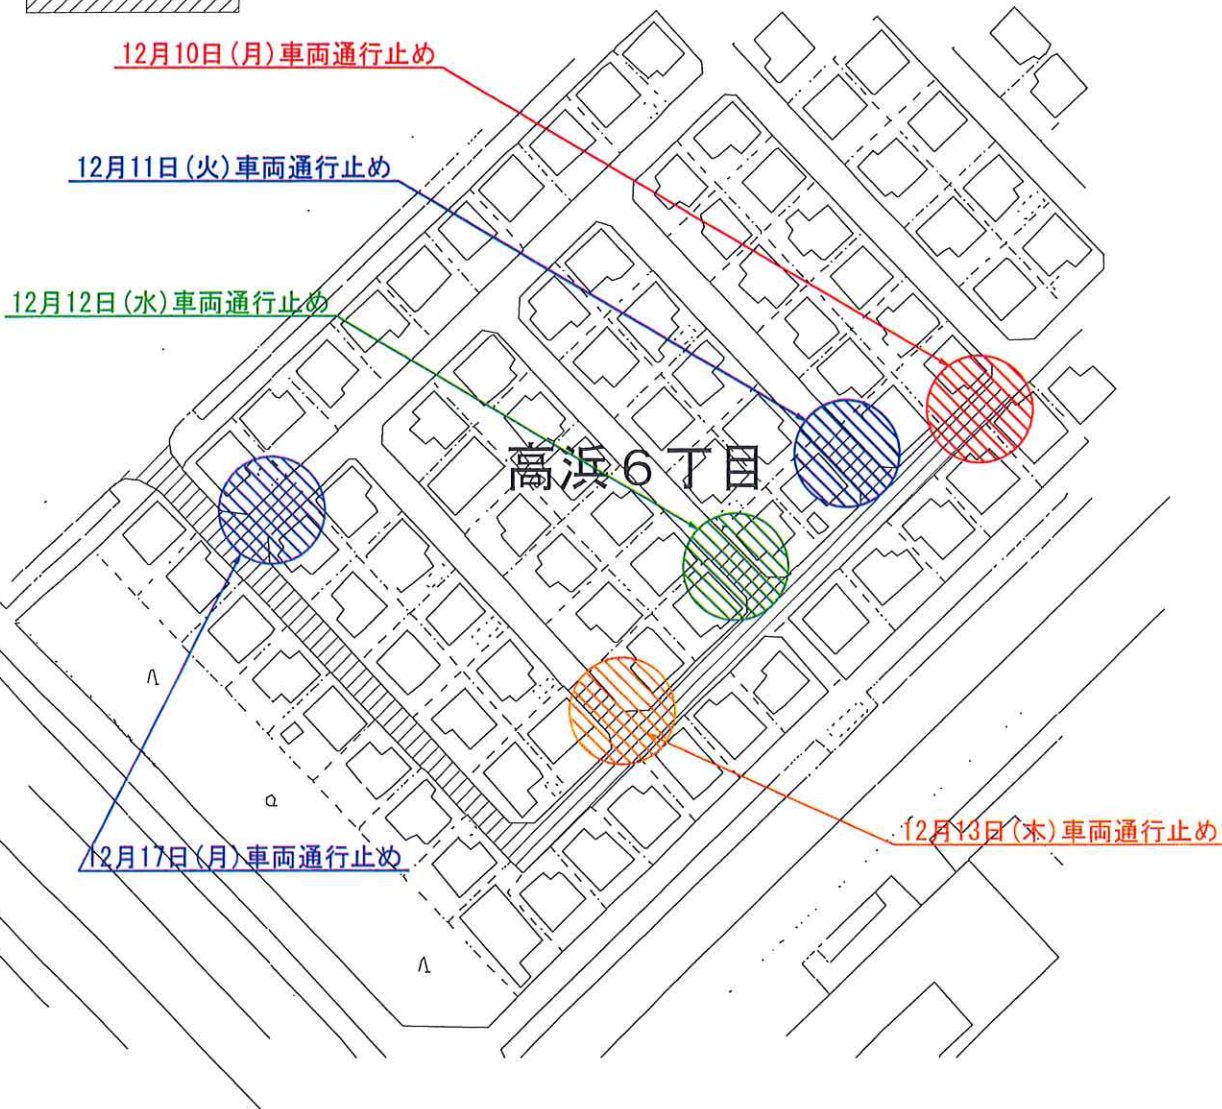 12月10日(月)車両通行止め
12月11日(火)車両通行止め
12月12日(水)車両通行止め
高浜6丁目
12月13日(木)車両通行止め
12月17日(月)車両通行止め